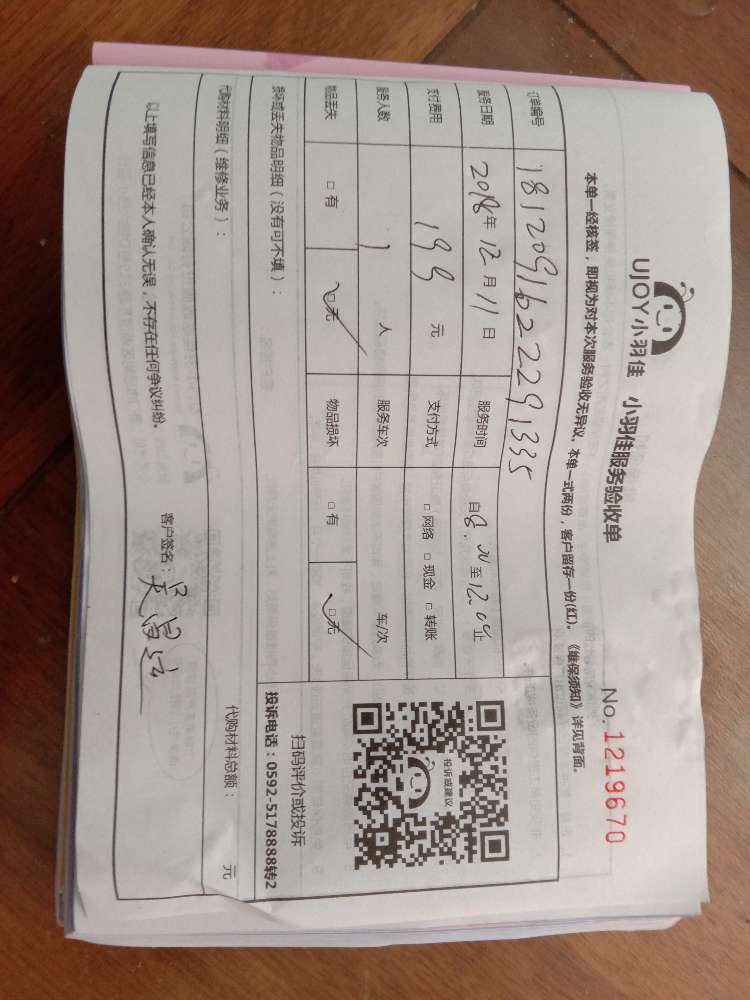 UJOY小羽佳 小羽佳服务验收单
No. 1219670
本单一经核签，即视为对本次服务验收无异议、本单一式两份，客户留存一份(红)。《维保须知》详见背面。
订单编号 181209162229 1335
服务日期 2018年 12月 11日 服务时间 自8. 至12.00止
支付费用 199 元 支付方式 □网络 □现金 □转账
服务人数 1 人 服务车次 车/次
物品丢失 □有 □无 物品损坏 □有 □无
投诉或建议
扫码评价或投诉
投诉电话：0592-5178888转2
损坏或丢失物品明细（没有可不填）：
代购材料明细（维修业务）： 代购材料总额： 元
以上填写信息已经本人确认无误，不存在任何争议纠纷。 客户签名：